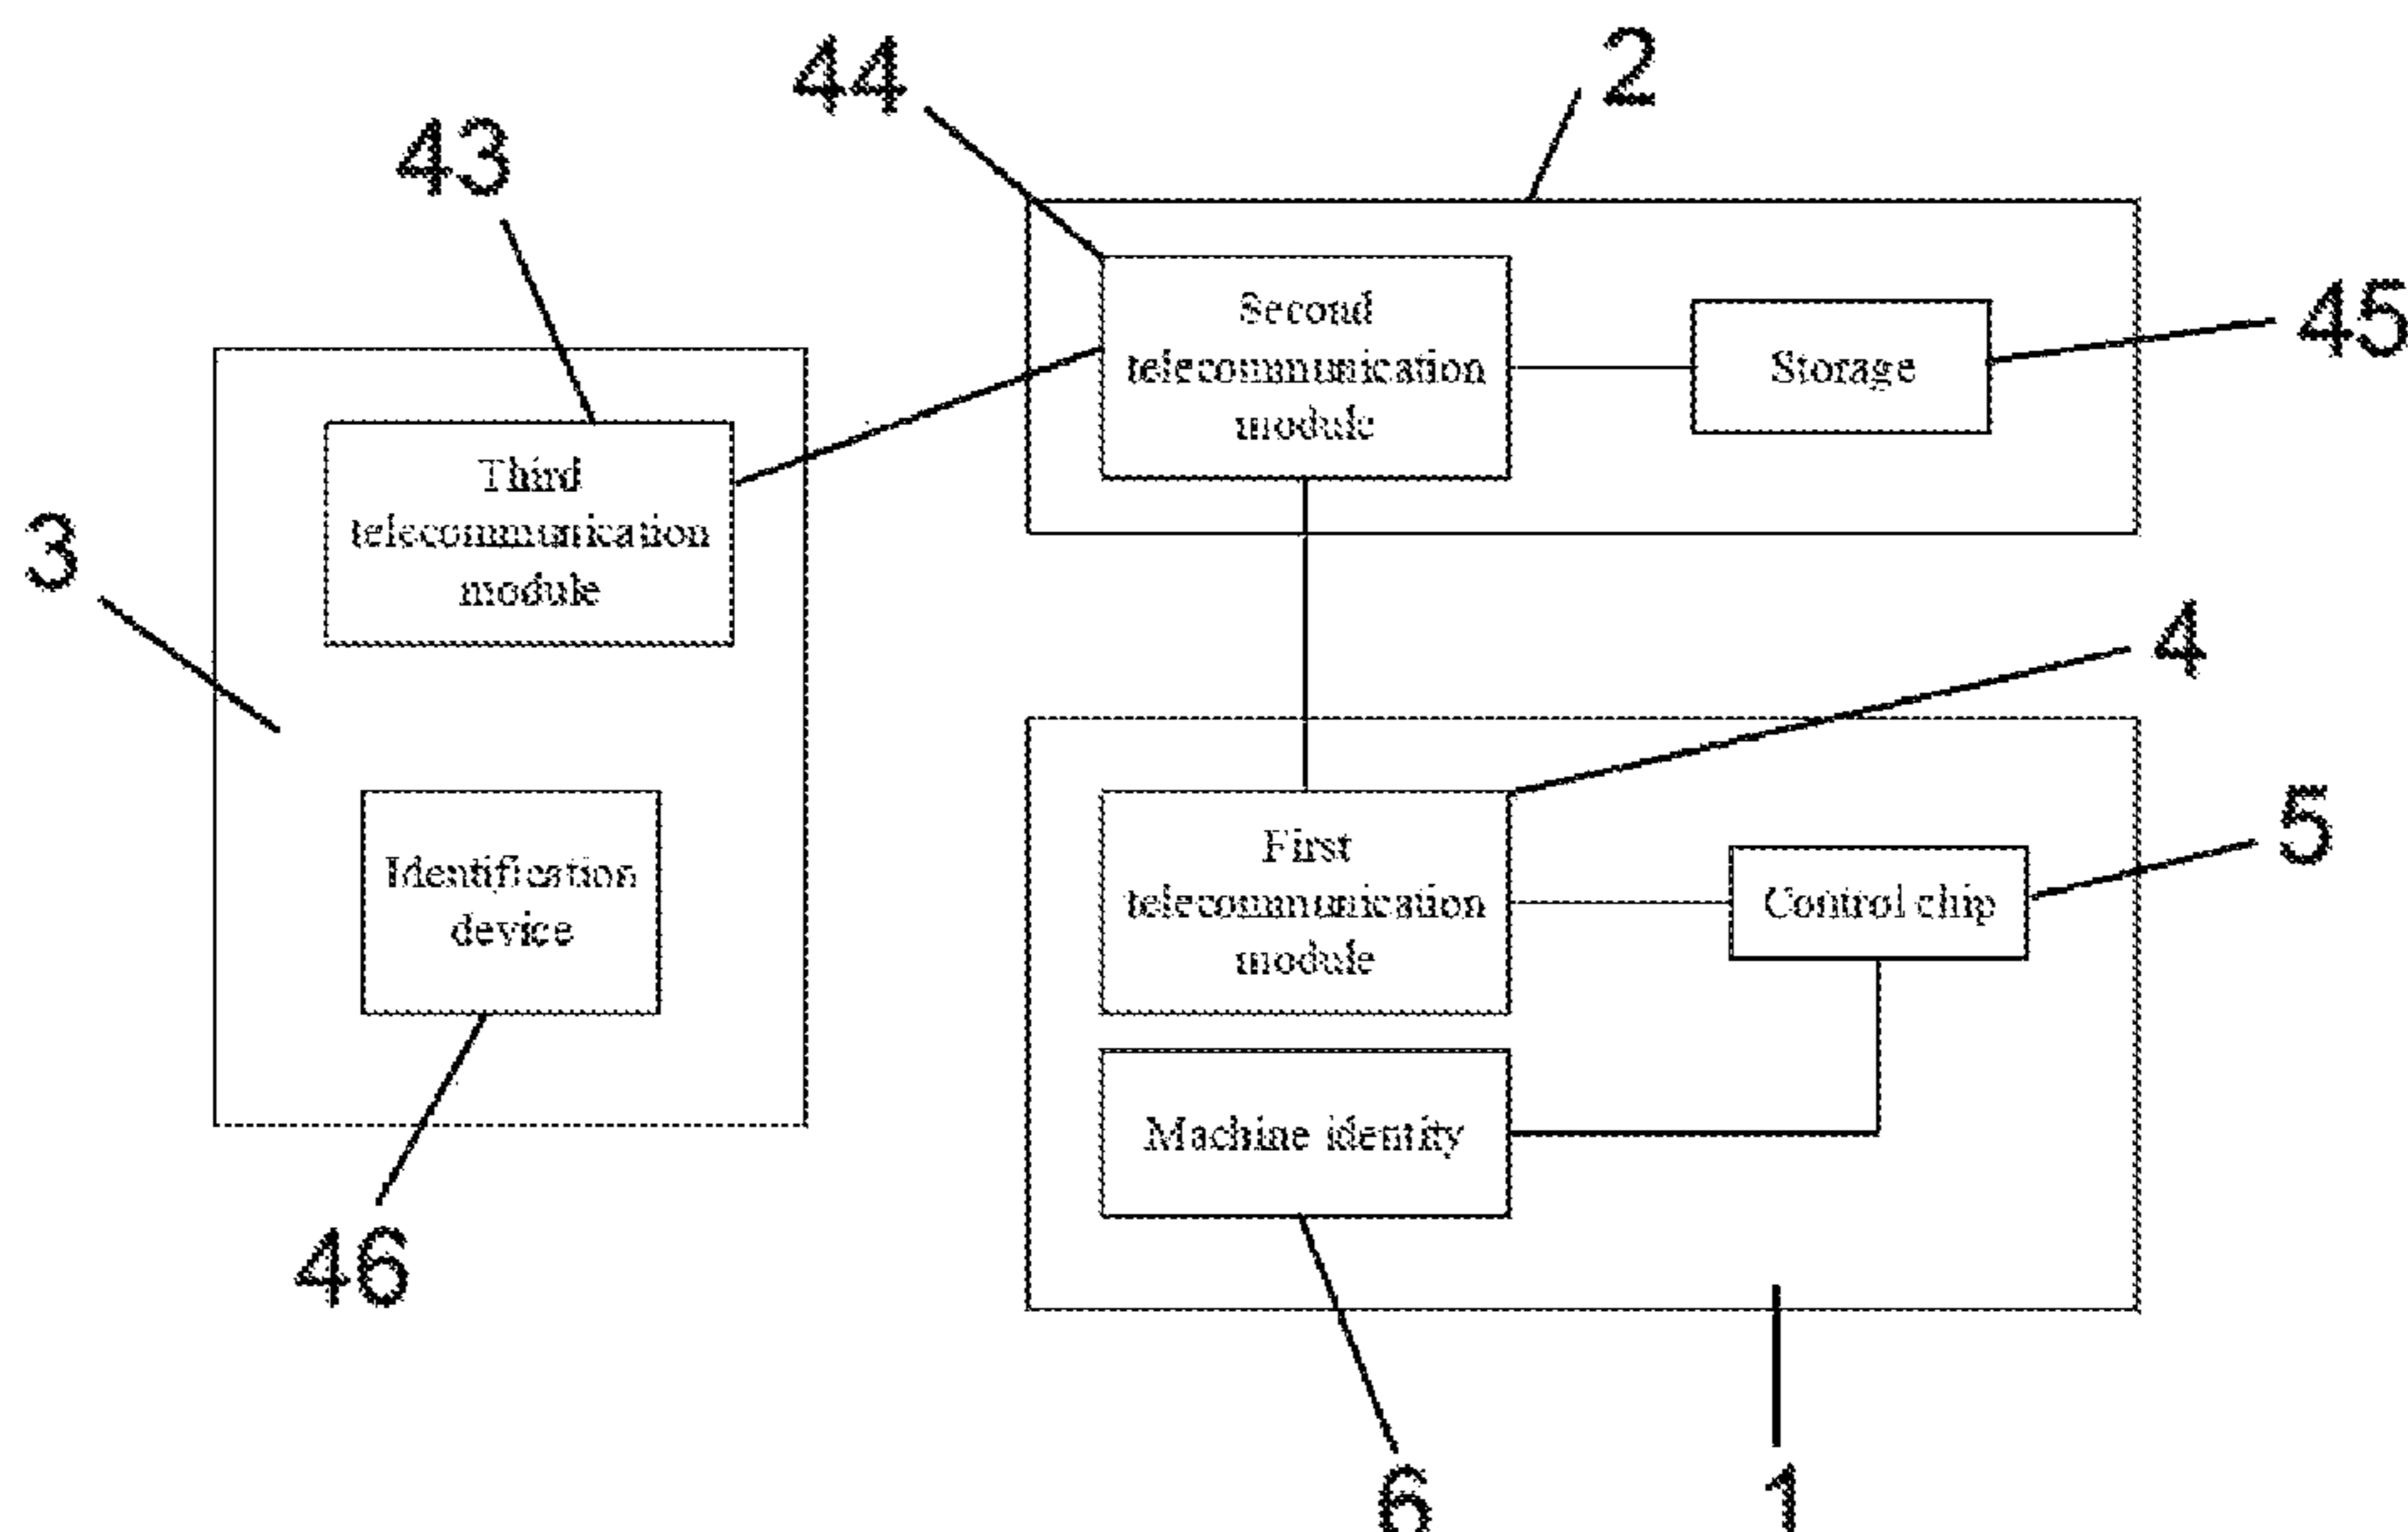 44
2
43
Second
telecommunication
module
Storage
45
Third
telecommunication
module
3
4
First
telecommunication
module
Control chip
5
Identification
device
Machine identity
46
6
1